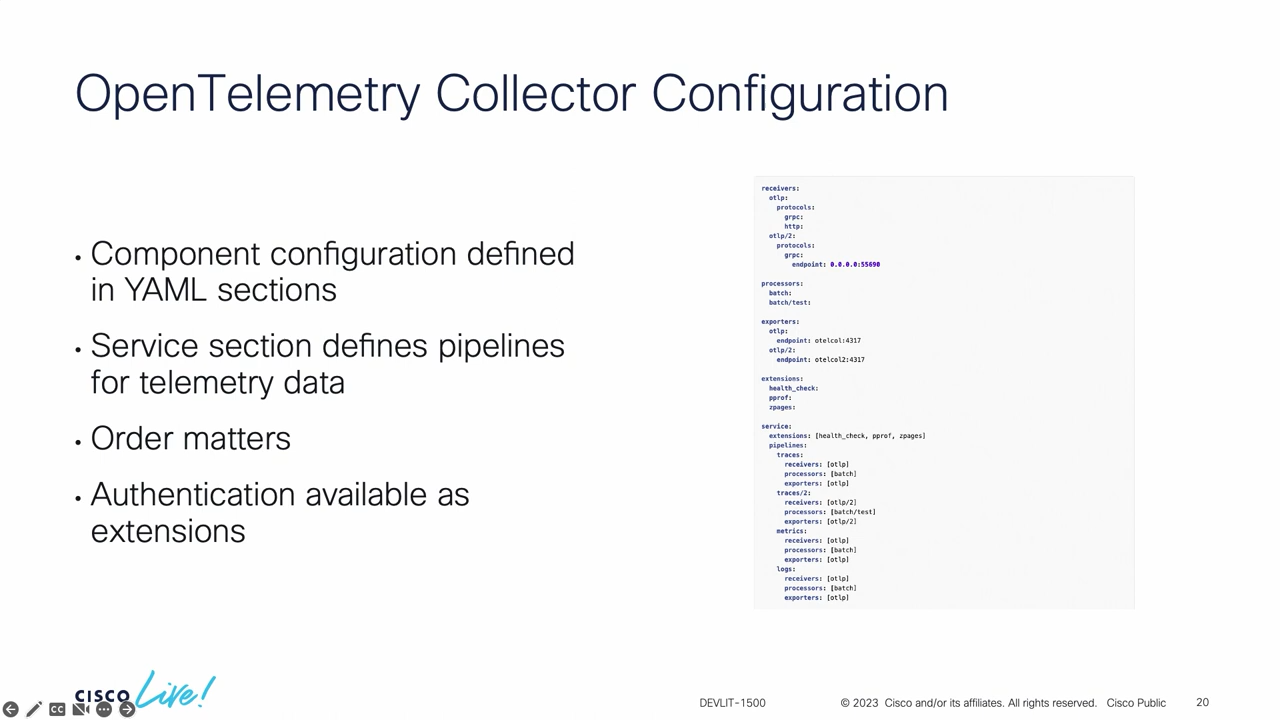 OpenTelemetry Collector Configuration
• Component configuration defined
in YAML sections
• Service section defines pipelines
for telemetry data
• Order matters
• Authentication available as
extensions
receivers:
  otlp:
    protocols:
      grpc:
      http:
  otlp/2:
    protocols:
      grpc:
        endpoint: 0.0.0.0:55690
processors:
  batch:
  batch/test:
exporters:
  otlp:
    endpoint: otelcol:4317
  otlp/2:
    endpoint: otelcol2:4317
extensions:
  health_check:
  pprof:
  zpages:
service:
  extensions: [health_check, pprof, zpages]
  pipelines:
    traces:
      receivers: [otlp]
      processors: [batch]
      exporters: [otlp]
    traces/2:
      receivers: [otlp/2]
      processors: [batch/test]
      exporters: [otlp/2]
    metrics:
      receivers: [otlp]
      processors: [batch]
      exporters: [otlp]
    logs:
      receivers: [otlp]
      processors: [batch]
      exporters: [otlp]
CISCO Live!
CC
DEVLIT-1500
© 2023 Cisco and/or its affiliates. All rights reserved. Cisco Public
20